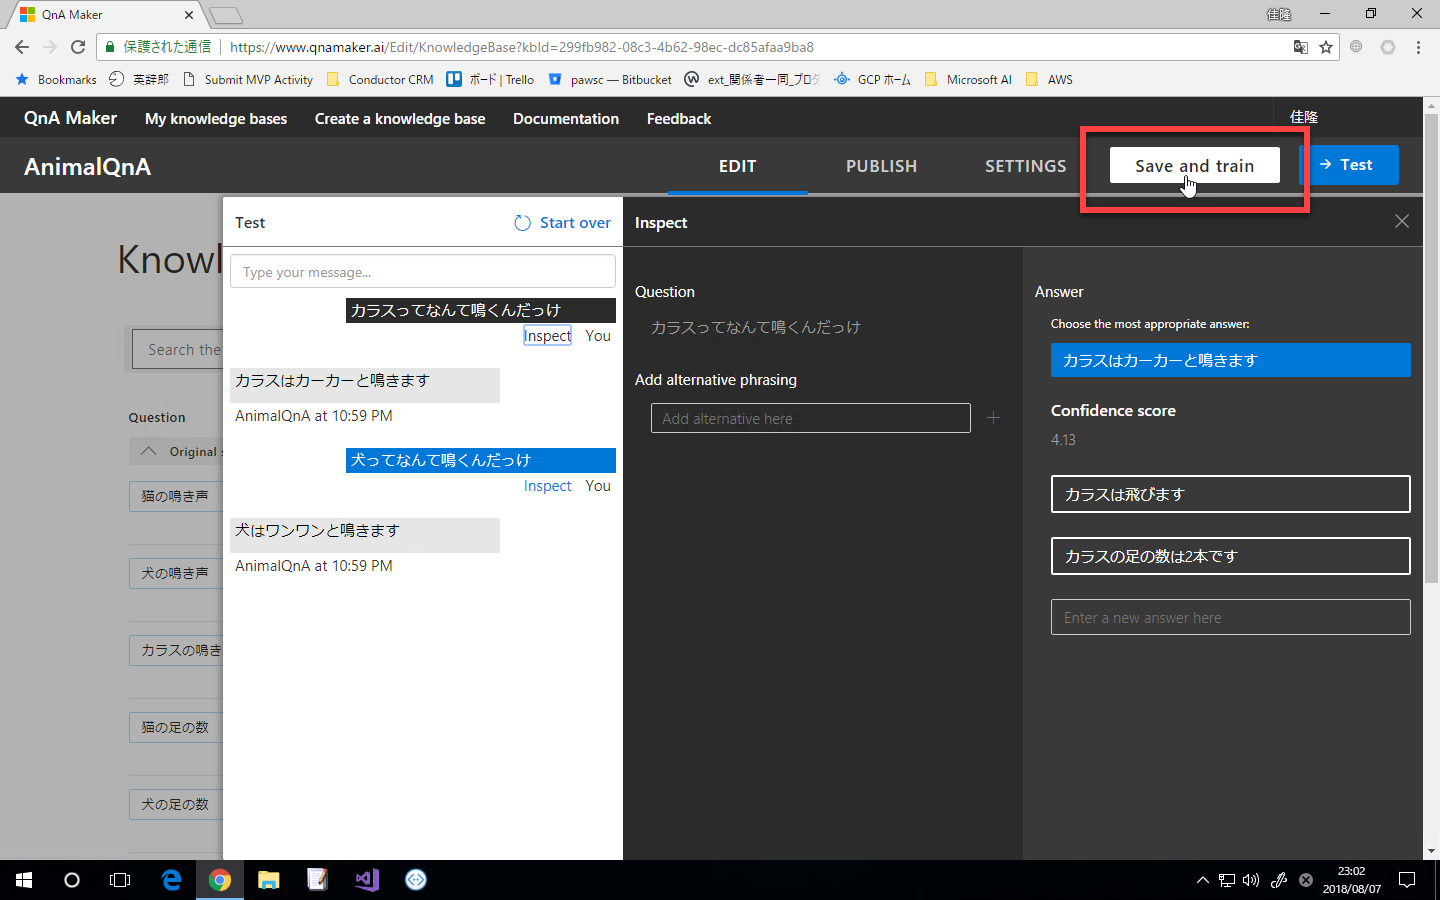 QnA Maker
佳隆
保護された通信
https://www.qnamaker.ai/Edit/KnowledgeBase?kbId=299fb982-08c3-4b62-98ec-dc85afaa9ba8
Bookmarks 英辞郎 Submit MVP Activity Conductor CRM ボード | Trello pawsc — Bitbucket ext_関係者一同_ブロタ GCP ホーム Microsoft AI AWS
QnA Maker My knowledge bases Create a knowledge base Documentation Feedback 佳隆
AnimalQnA EDIT PUBLISH SETTINGS Save and train Test
Knowl
Search the
Question
Original s
猫の鳴き声
犬の鳴き声
カラスの鳴き
猫の足の数
犬の足の数
Test Start over
Type your message...
カラスってなんて鳴くんだっけ
Inspect You
カラスはカーカーと鳴きます
AnimalQnA at 10:59 PM
犬ってなんて鳴くんだっけ
Inspect You
犬はワンワンと鳴きます
AnimalQnA at 10:59 PM
Inspect
Question
カラスってなんて鳴くんだっけ
Add alternative phrasing
Add alternative here
Answer
Choose the most appropriate answer:
カラスはカーカーと鳴きます
Confidence score
4.13
カラスは飛びます
カラスの足の数は2本です
Enter a new answer here
23:02
2018/08/07